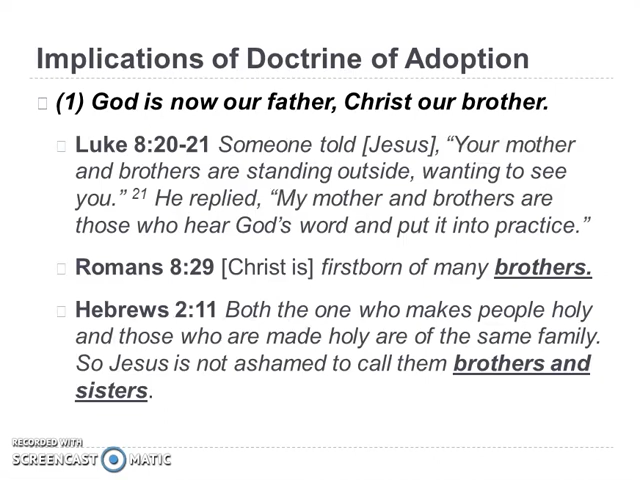 Implications of Doctrine of Adoption
(1) God is now our father, Christ our brother.
Luke 8:20-21 Someone told [Jesus], “Your mother
and brothers are standing outside, wanting to see
you.” 21 He replied, “My mother and brothers are
those who hear God’s word and put it into practice.”
Romans 8:29 [Christ is] firstborn of many brothers.
Hebrews 2:11 Both the one who makes people holy
and those who are made holy are of the same family.
So Jesus is not ashamed to call them brothers and
sisters.
RECORDED WITH
SCREENCAST MATIC